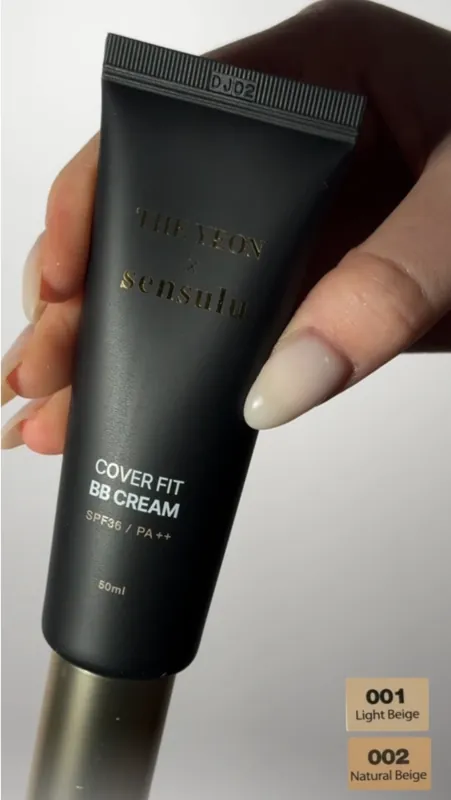 DJ02
THE YEON
x
sensulu
COVER FIT
BB CREAM
SPF36 / PA++
50ml
001
Light Beige
002
Natural Beige